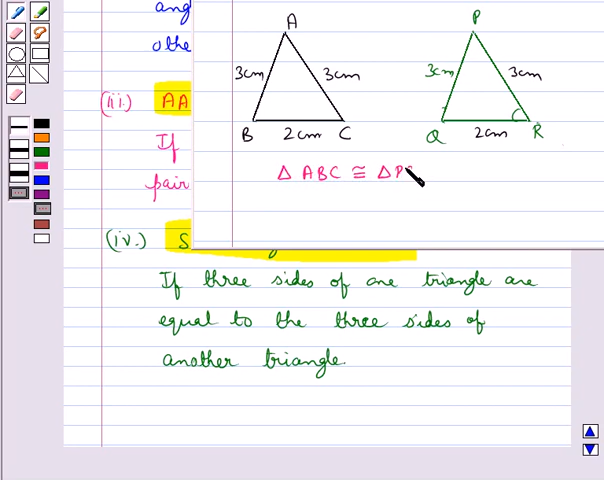 ang
othe
A
P
3cm 3cm
3cm 3cm
(iii.) AA
B 2cm C
Q 2cm R
If
Δ ABC ≅ Δ P
pair
(iv.) S
If three sides of one triangle are
equal to the three sides of
another triangle.